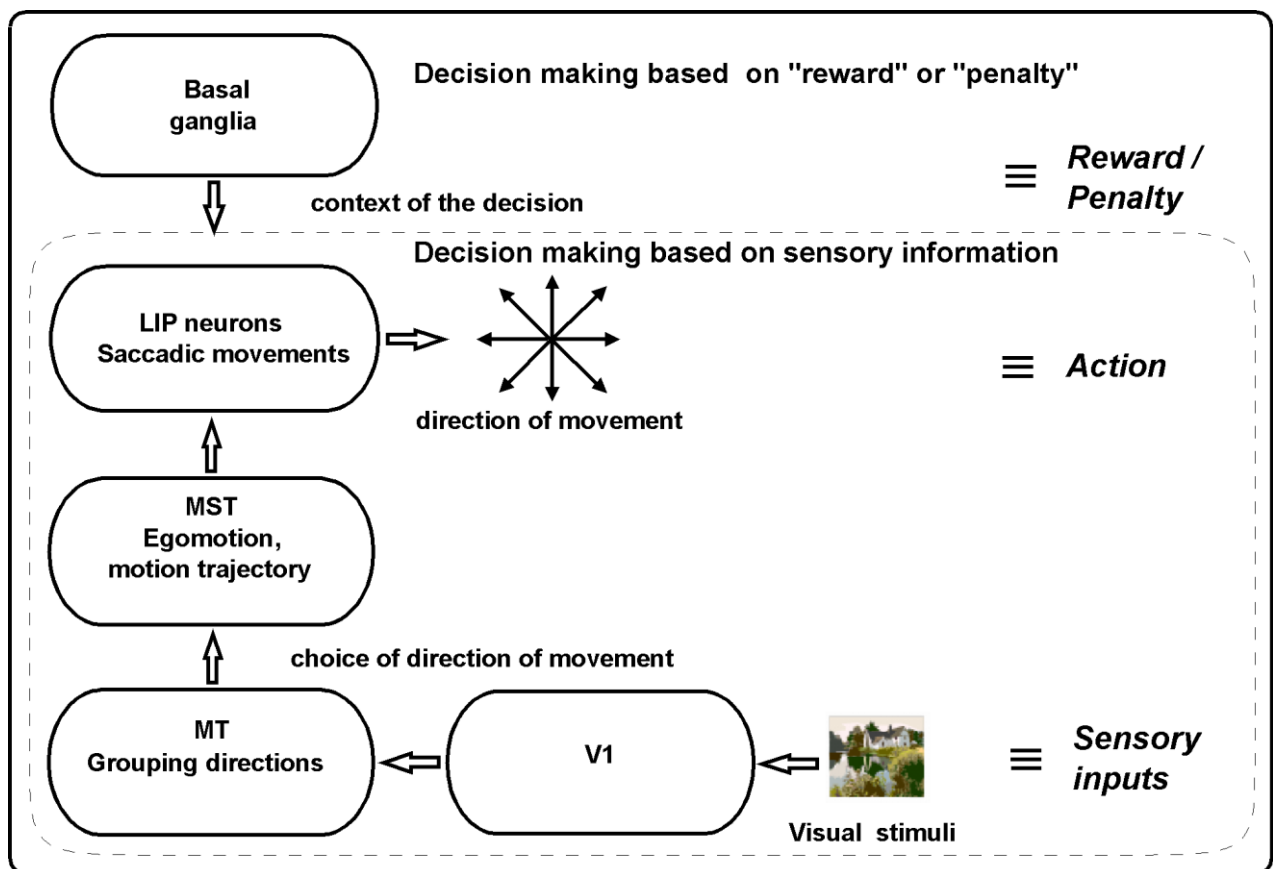 Basal
ganglia
Decision making based on "reward" or "penalty"
≡ Reward /
Penalty
context of the decision
Decision making based on sensory information
LIP neurons
Saccadic movements
≡ Action
direction of movement
MST
Egomotion,
motion trajectory
choice of direction of movement
MT
Grouping directions
V1
≡ Sensory
inputs
Visual stimuli